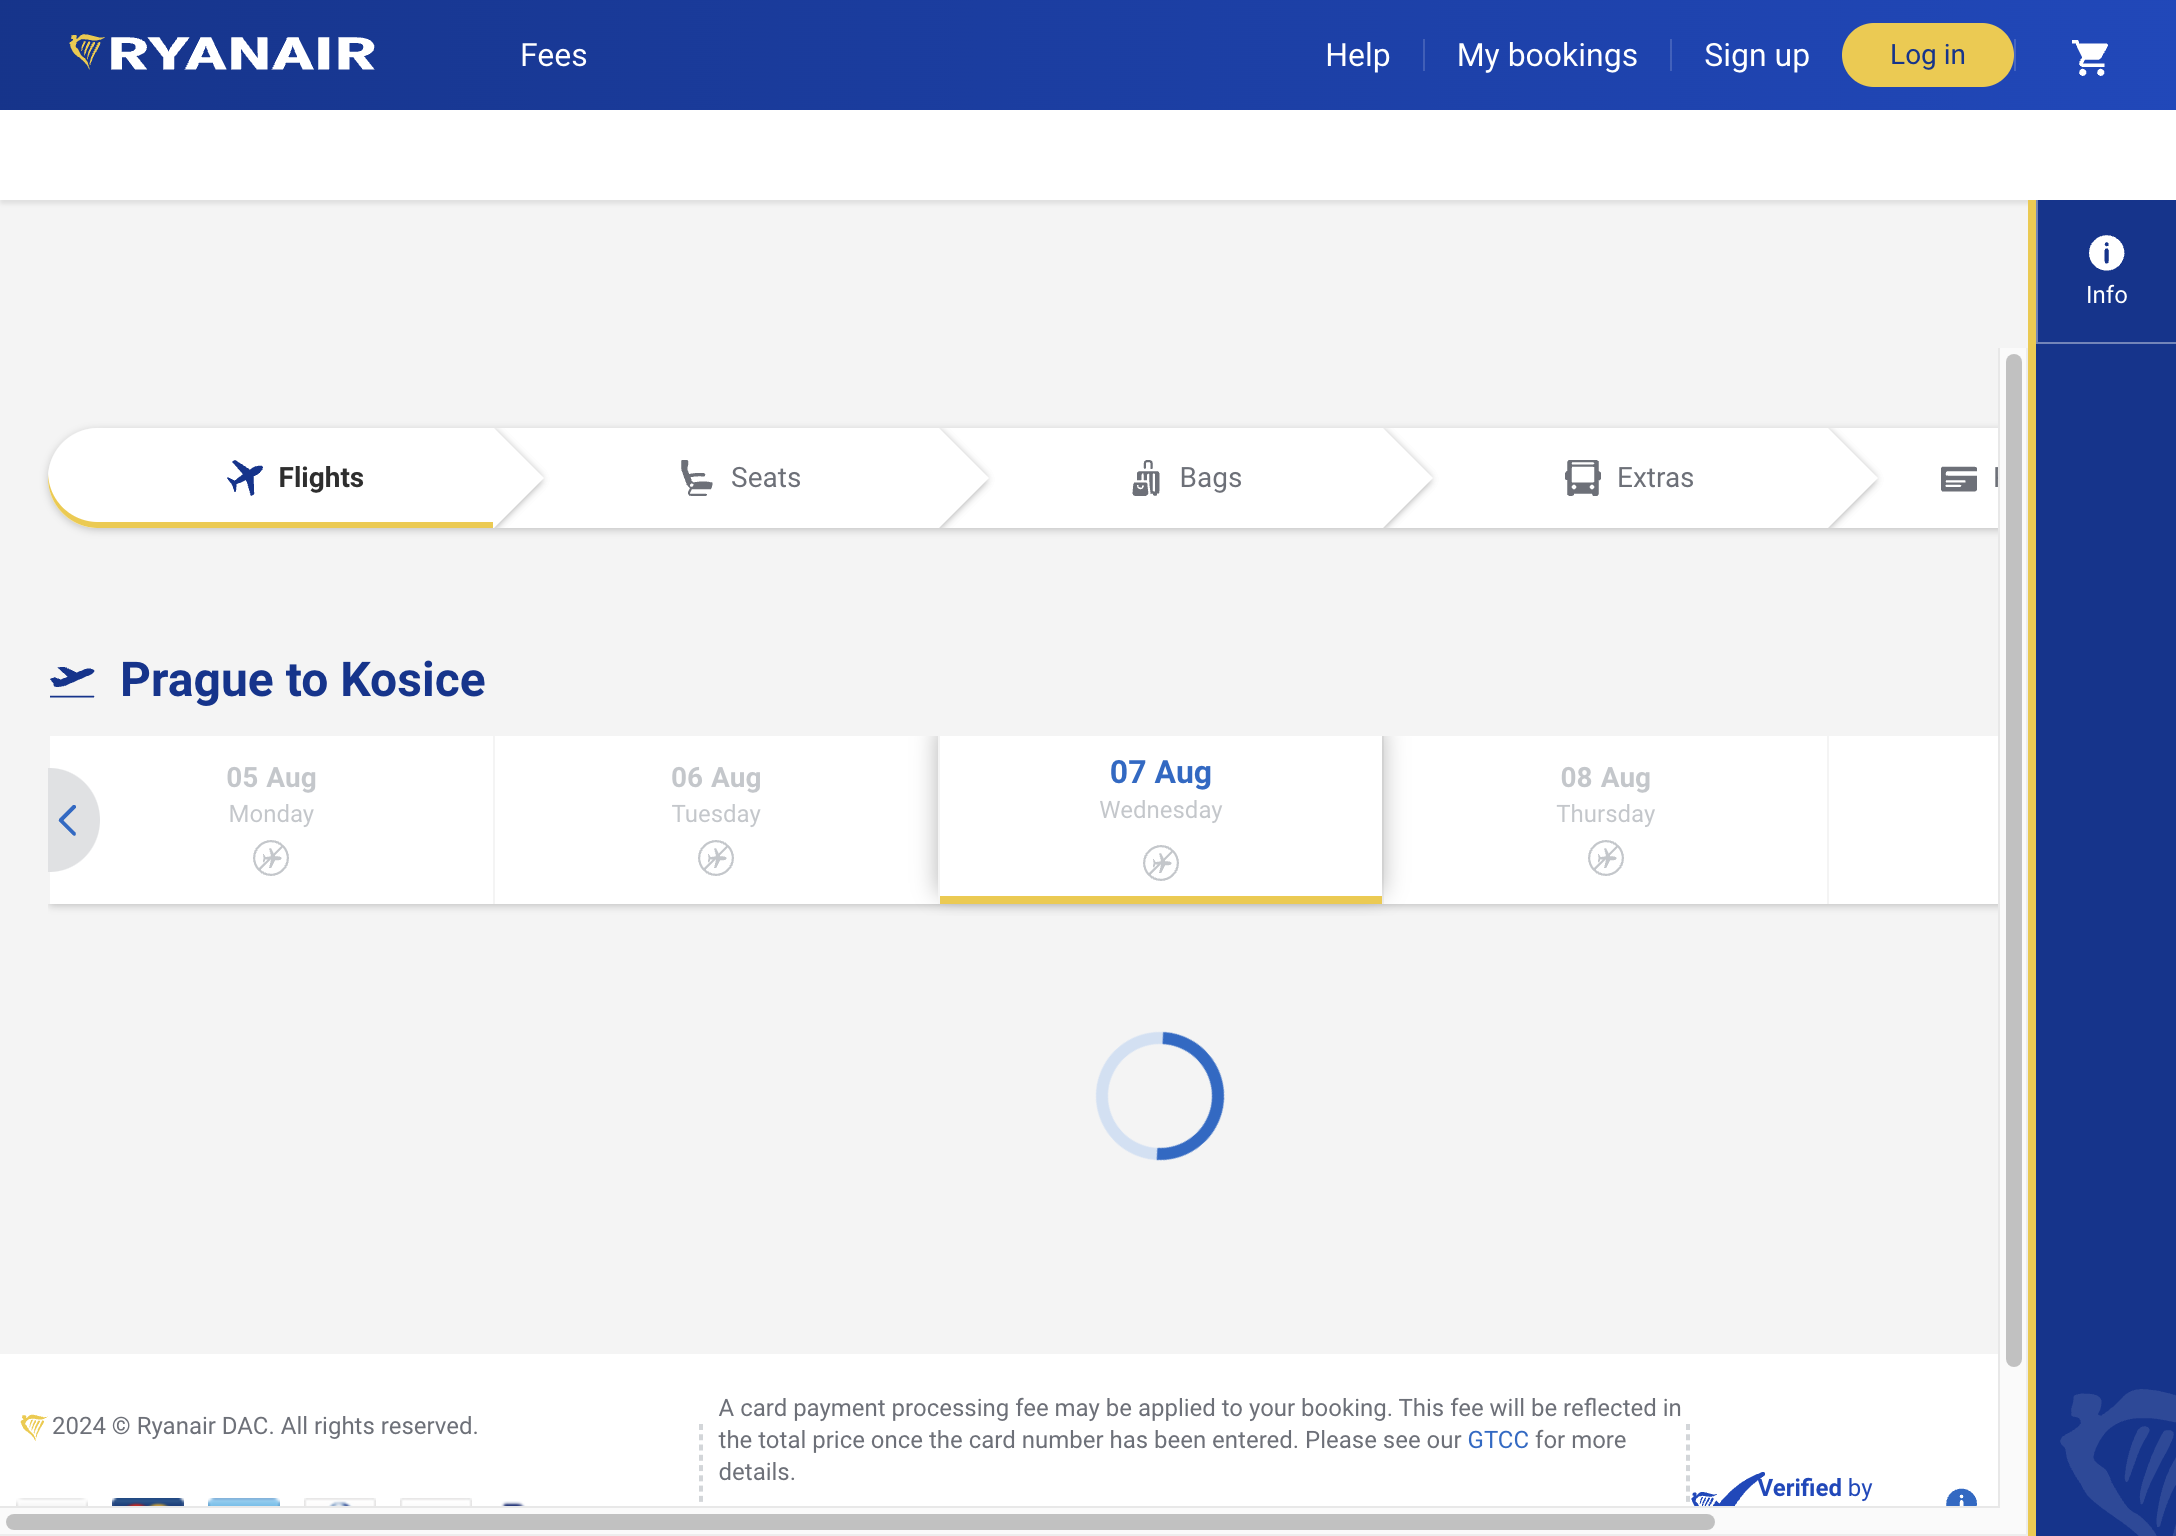 RYANAIR
Fees
Help
My bookings
Sign up
Log in
Info
Flights
Seats
Bags
Extras
Prague to Kosice
05 Aug
Monday
06 Aug
Tuesday
07 Aug
Wednesday
08 Aug
Thursday
2024 © Ryanair DAC. All rights reserved.
A card payment processing fee may be applied to your booking. This fee will be reflected in
the total price once the card number has been entered. Please see our GTCC for more
details.
Verified by